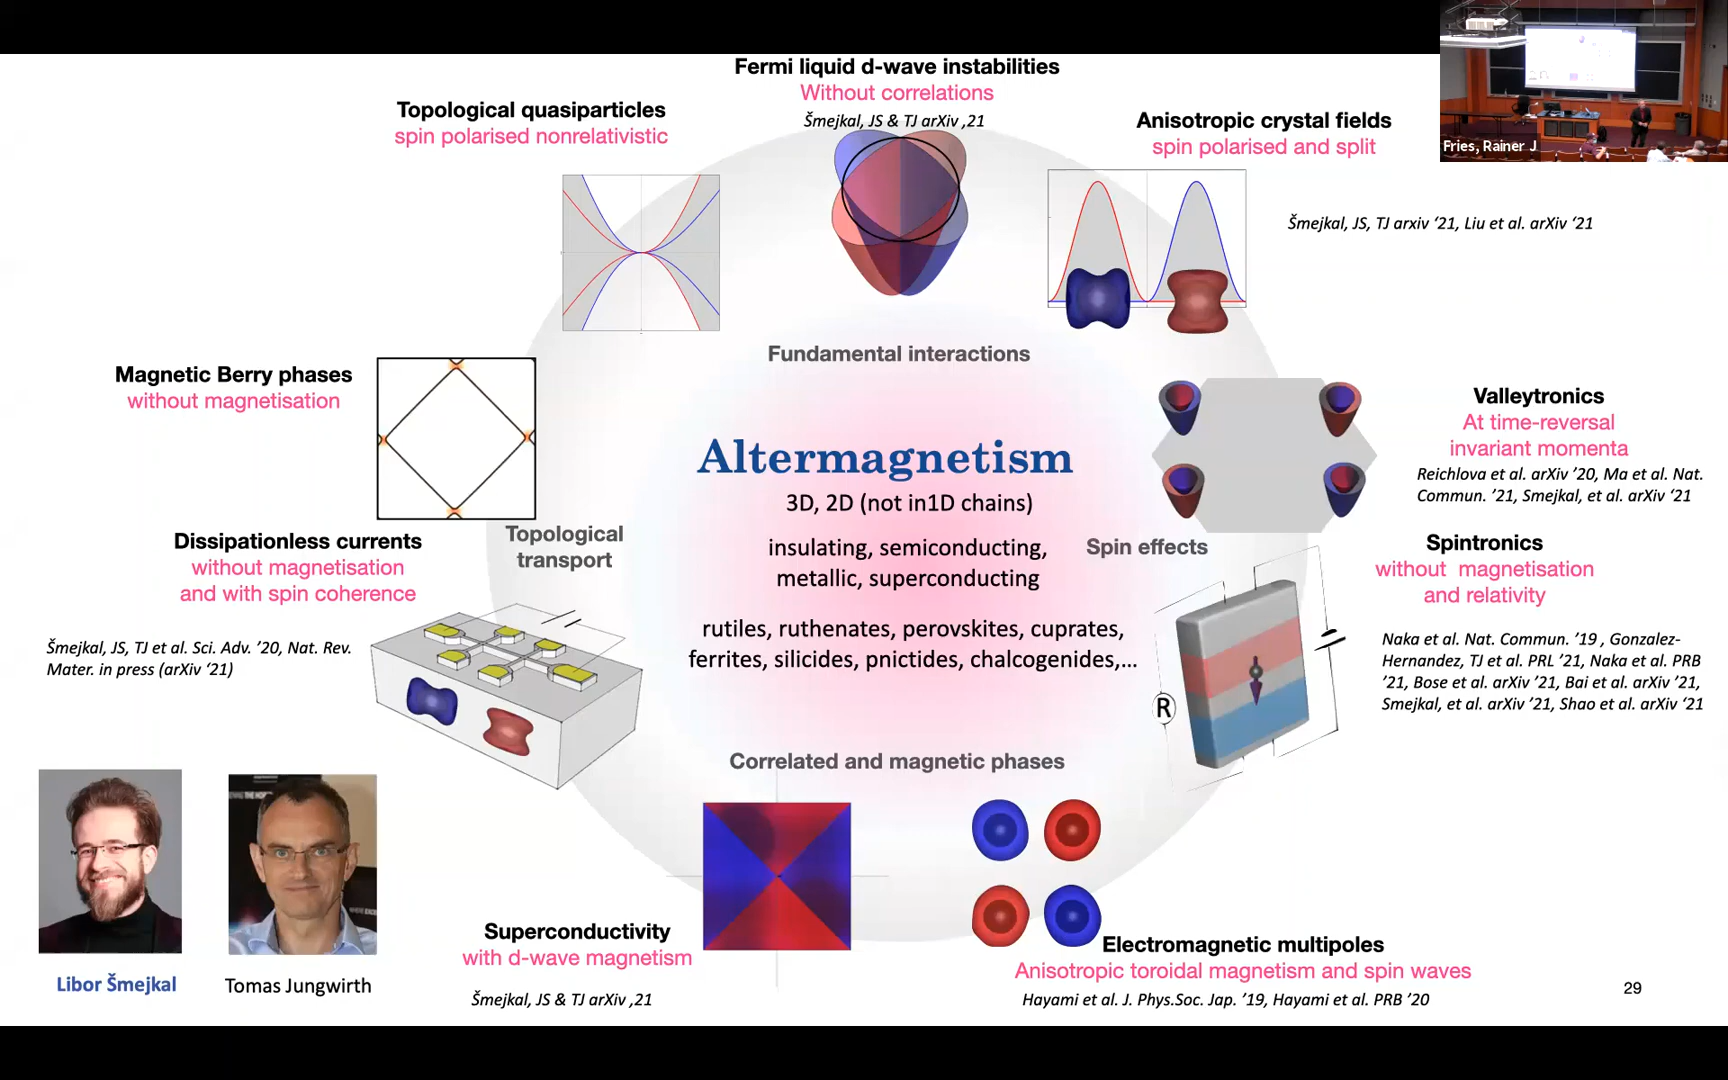 Fermi liquid d-wave instabilities
Without correlations
Šmejkal, JS & TJ arXiv ,21
Topological quasiparticles
spin polarised nonrelativistic
Anisotropic crystal fields
spin polarised and split
Šmejkal, JS, TJ arxiv ‘21, Liu et al. arXiv ‘21
Fries, Rainer J
Fundamental interactions
Magnetic Berry phases
without magnetisation
Valleytronics
At time-reversal
invariant momenta
Reichlova et al. arXiv ’20, Ma et al. Nat.
Commun. ’21, Smejkal, et al. arXiv ‘21
Altermagnetism
3D, 2D (not in1D chains)
insulating, semiconducting,
metallic, superconducting
rutiles, ruthenates, perovskites, cuprates,
ferrites, silicides, pnictides, chalcogenides,...
Topological
transport
Spin effects
Dissipationless currents
without magnetisation
and with spin coherence
Šmejkal, JS, TJ et al. Sci. Adv. ’20, Nat. Rev.
Mater. in press (arXiv ‘21)
Spintronics
without magnetisation
and relativity
Naka et al. Nat. Commun. ’19 , Gonzalez-
Hernandez, TJ et al. PRL ’21, Naka et al. PRB
’21, Bose et al. arXiv ’21, Bai et al. arXiv ’21,
Smejkal, et al. arXiv ’21, Shao et al. arXiv ‘21
R
Correlated and magnetic phases
Superconductivity
with d-wave magnetism
Šmejkal, JS & TJ arXiv ,21
Electromagnetic multipoles
Anisotropic toroidal magnetism and spin waves
Hayami et al. J. Phys.Soc. Jap. ’19, Hayami et al. PRB ’20
Libor Šmejkal
Tomas Jungwirth
29